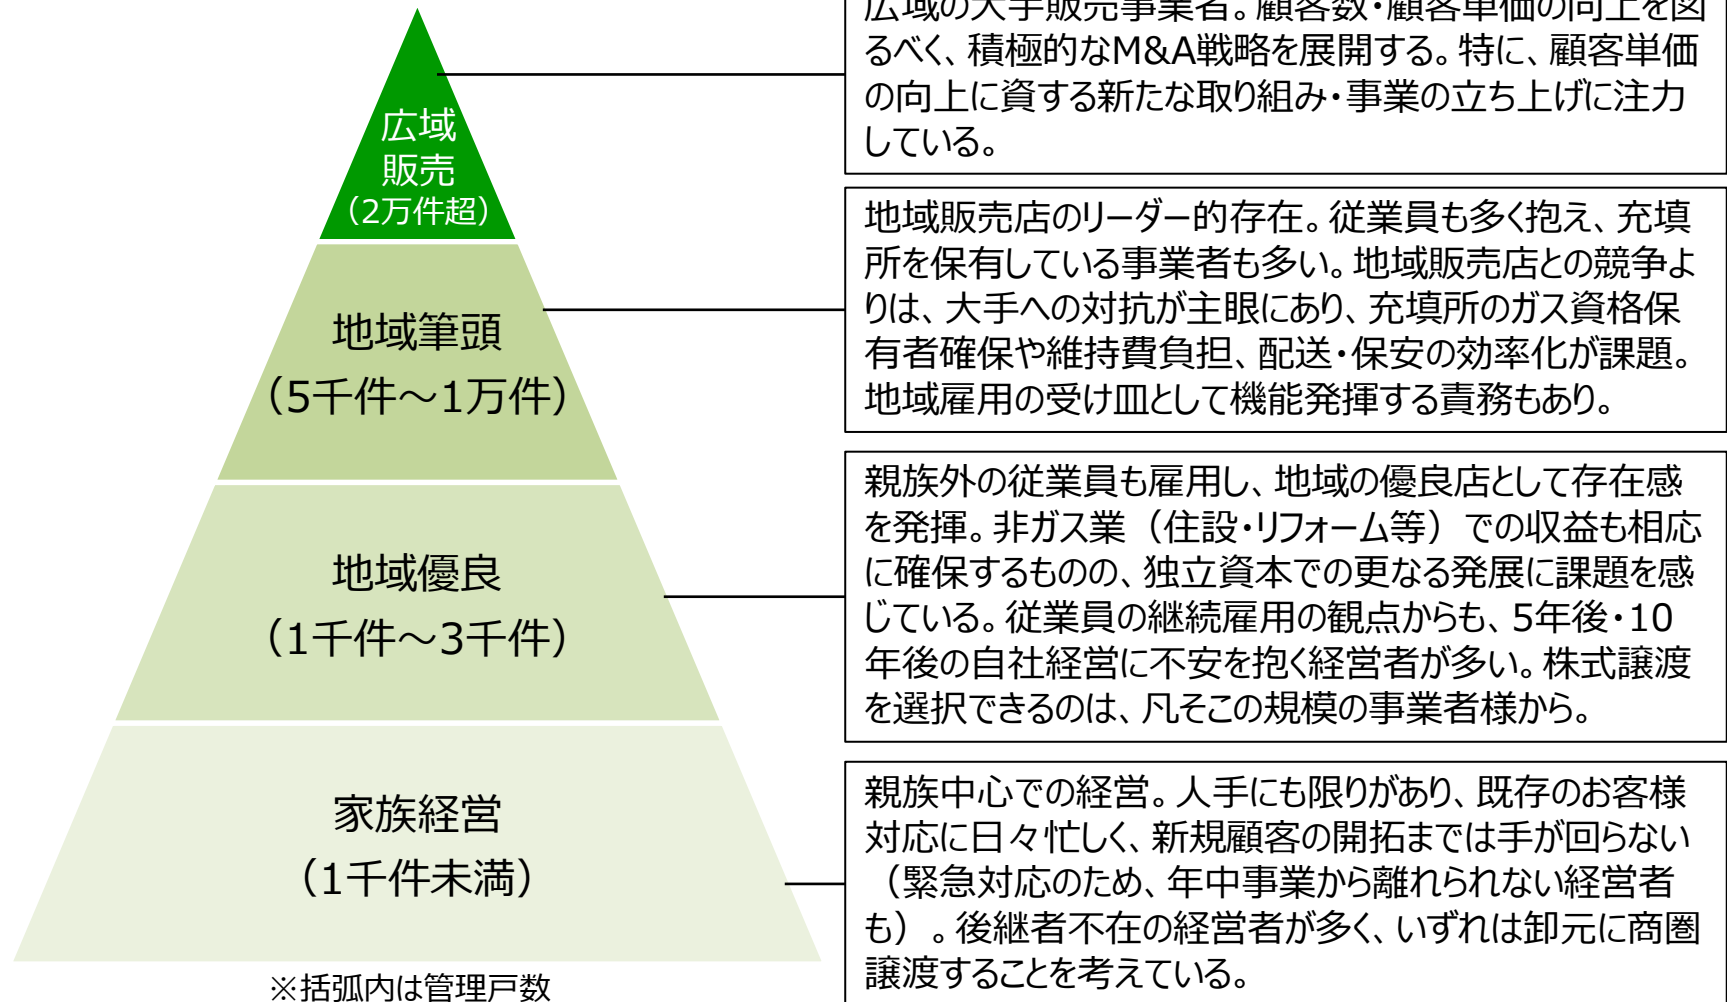 広域
販売
（2万件超）
地域筆頭
（5千件～1万件）
地域優良
（1千件～3千件）
家族経営
（1千件未満）
※括弧内は管理戸数
広域の大手販売事業者。顧客数・顧客単価の向上を図
るべく、積極的なM&A戦略を展開する。特に、顧客単価
の向上に資する新たな取り組み・事業の立ち上げに注力
している。
地域販売店のリーダー的存在。従業員も多く抱え、充填
所を保有している事業者も多い。地域販売店との競争よ
りは、大手への対抗が主眼にあり、充填所のガス資格保
有者確保や維持費負担、配送・保安の効率化が課題。
地域雇用の受け皿として機能発揮する責務もあり。
親族外の従業員も雇用し、地域の優良店として存在感
を発揮。非ガス業（住設・リフォーム等）での収益も相応
に確保するものの、独立資本での更なる発展に課題を感
じている。従業員の継続雇用の観点からも、5年後・10
年後の自社経営に不安を抱く経営者が多い。株式譲渡
を選択できるのは、凡そこの規模の事業者様から。
親族中心での経営。人手にも限りがあり、既存のお客様
対応に日々忙しく、新規顧客の開拓までは手が回らない
（緊急対応のため、年中事業から離れられない経営者
も）。後継者不在の経営者が多く、いずれは卸元に商圏
譲渡することを考えている。